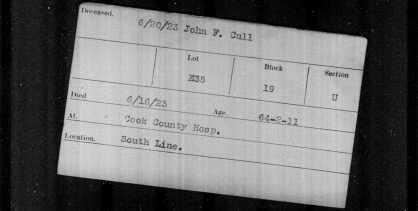 Deceased. 6/20/23 John F. Cull
Lot Block Section
E35 19 U
Died 6/16/23 Age. 64-2-11
At. Cook County Hosp.
Location. South Line.